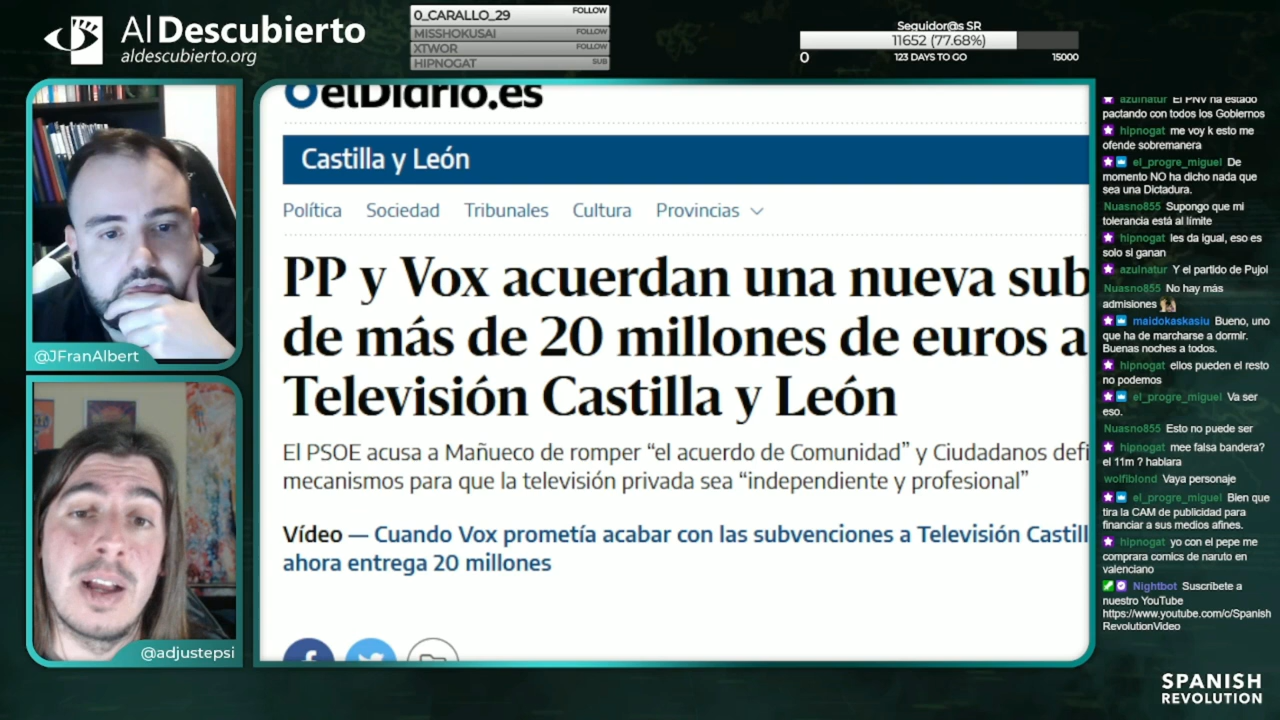 Al Descubierto
aldescubierto.org
0_CARALLO_29 FOLLOW
MISSHOKUSAI FOLLOW
XTWOR FOLLOW
HIPNOGAT SUB
Seguidor@s SR
11652 (77.68%)
0 123 DAYS TO GO 15000
elDiario.es
Castilla y León
Política Sociedad Tribunales Cultura Provincias
PP y Vox acuerdan una nueva sub
de más de 20 millones de euros a
Televisión Castilla y León
El PSOE acusa a Mañueco de romper “el acuerdo de Comunidad” y Ciudadanos defi
mecanismos para que la televisión privada sea “independiente y profesional”
Vídeo — Cuando Vox prometía acabar con las subvenciones a Televisión Castill
ahora entrega 20 millones
@JFranAlbert
@adjustepsi
azulnatur El PNV ha estado
pactando con todos los Gobiernos
hipnogat me voy k esto me
ofende sobremanera
el_progre_miguel De
momento NO ha dicho nada que
sea una Dictadura.
Nuasno855 Supongo que mi
tolerancia está al límite
hipnogat les da igual, eso es
solo si ganan
azulnatur Y el partido de Pujol
Nuasno855 No hay más
admisiones
maidokaskasiu Bueno, uno
que ha de marcharse a dormir.
Buenas noches a todos.
hipnogat ellos pueden el resto
no podemos
el_progre_miguel Va ser
eso.
Nuasno855 Esto no puede ser
hipnogat mee falsa bandera?
el 11m ? hablara
wolfiblond Vaya personaje
el_progre_miguel Bien que
tira la CAM de publicidad para
financiar a sus medios afines.
hipnogat yo con el pepe me
comprara comics de naruto en
valenciano
Nightbot Suscríbete a
nuestro YouTube
https://www.youtube.com/c/Spanish
RevolutionVideo
SPANISH
REVOLUTION